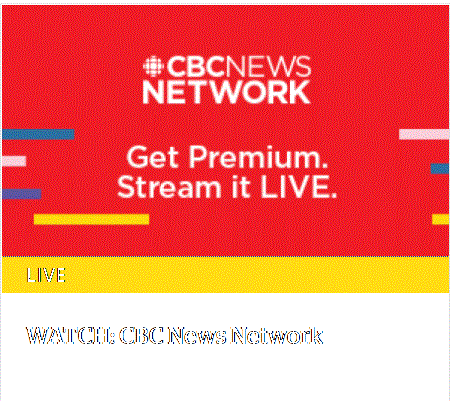 CBCNEWS
NETWORK
Get Premium.
Stream it LIVE.
LIVE
WATCH: CBC News Network